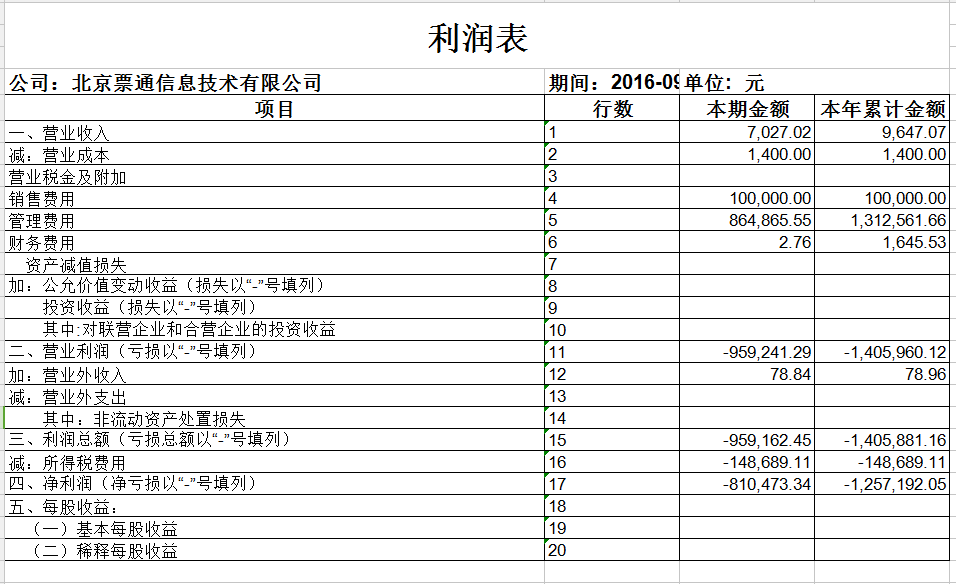 利润表
公司：北京票通信息技术有限公司 期间：2016-09 单位：元
项目 行数 本期金额 本年累计金额
一、营业收入 1 7,027.02 9,647.07
减：营业成本 2 1,400.00 1,400.00
营业税金及附加 3
销售费用 4 100,000.00 100,000.00
管理费用 5 864,865.55 1,312,561.66
财务费用 6 2.76 1,645.53
资产减值损失 7
加：公允价值变动收益（损失以“-”号填列） 8
投资收益（损失以“-”号填列） 9
其中:对联营企业和合营企业的投资收益 10
二、营业利润（亏损以“-”号填列） 11 -959,241.29 -1,405,960.12
加：营业外收入 12 78.84 78.96
减：营业外支出 13
其中：非流动资产处置损失 14
三、利润总额（亏损总额以“-”号填列） 15 -959,162.45 -1,405,881.16
减：所得税费用 16 -148,689.11 -148,689.11
四、净利润（净亏损以“-”号填列） 17 -810,473.34 -1,257,192.05
五、每股收益： 18
（一）基本每股收益 19
（二）稀释每股收益 20